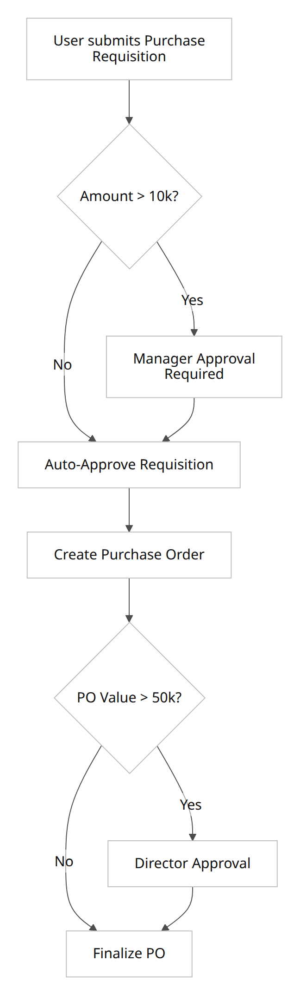 User submits Purchase
Requisition
Amount > 10k?
Yes
No
Manager Approval
Required
Auto-Approve Requisition
Create Purchase Order
PO Value > 50k?
Yes
No
Director Approval
Finalize PO